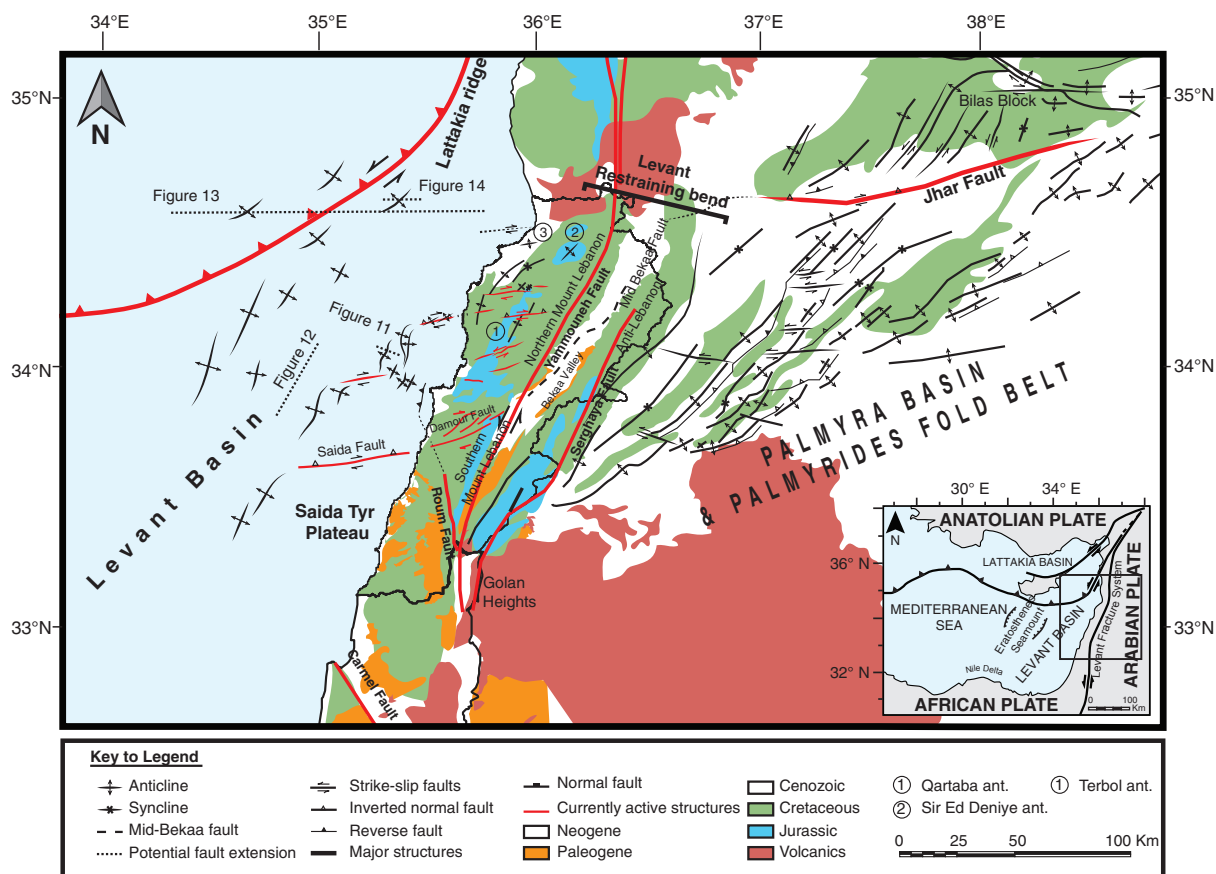 34°E 35°E 36°E 37°E 38°E
35°N
35°N
N
Lattakia ridge
Bilas Block
Levant
Restraining bend
Jhar Fault
Figure 13
Figure 14
3
2
Northern Mount Lebanon
Yammouneh Fault
Mid Bekaa Fault
Anti-Lebanon
Figure 11
Figure 12
1
Bekaa Valley
34°N
34°N
Serghaya Fault
Damour Fault
Saida Fault
Southern
Mount Lebanon
PALMYRA BASIN
& PALMYRIDES FOLD BELT
Levant Basin
Saida Tyr
Plateau
Roum Fault
Golan
Heights
33°N
33°N
Carmel Fault
30° E 34° E
N
ANATOLIAN PLATE
36° N
LATTAKIA BASIN
MEDITERRANEAN
SEA
Eratosthenes
Seamount
LEVANT BASIN
Levant Fracture System
ARABIAN PLATE
32° N
Nile Delta
AFRICAN PLATE
0 100
Km
Key to Legend
Anticline
Syncline
Mid-Bekaa fault
Potential fault extension
Strike-slip faults
Inverted normal fault
Reverse fault
Major structures
Normal fault
Currently active structures
Neogene
Paleogene
Cenozoic
Cretaceous
Jurassic
Volcanics
1 Qartaba ant.
2 Sir Ed Deniye ant.
1 Terbol ant.
0 25 50 100 Km